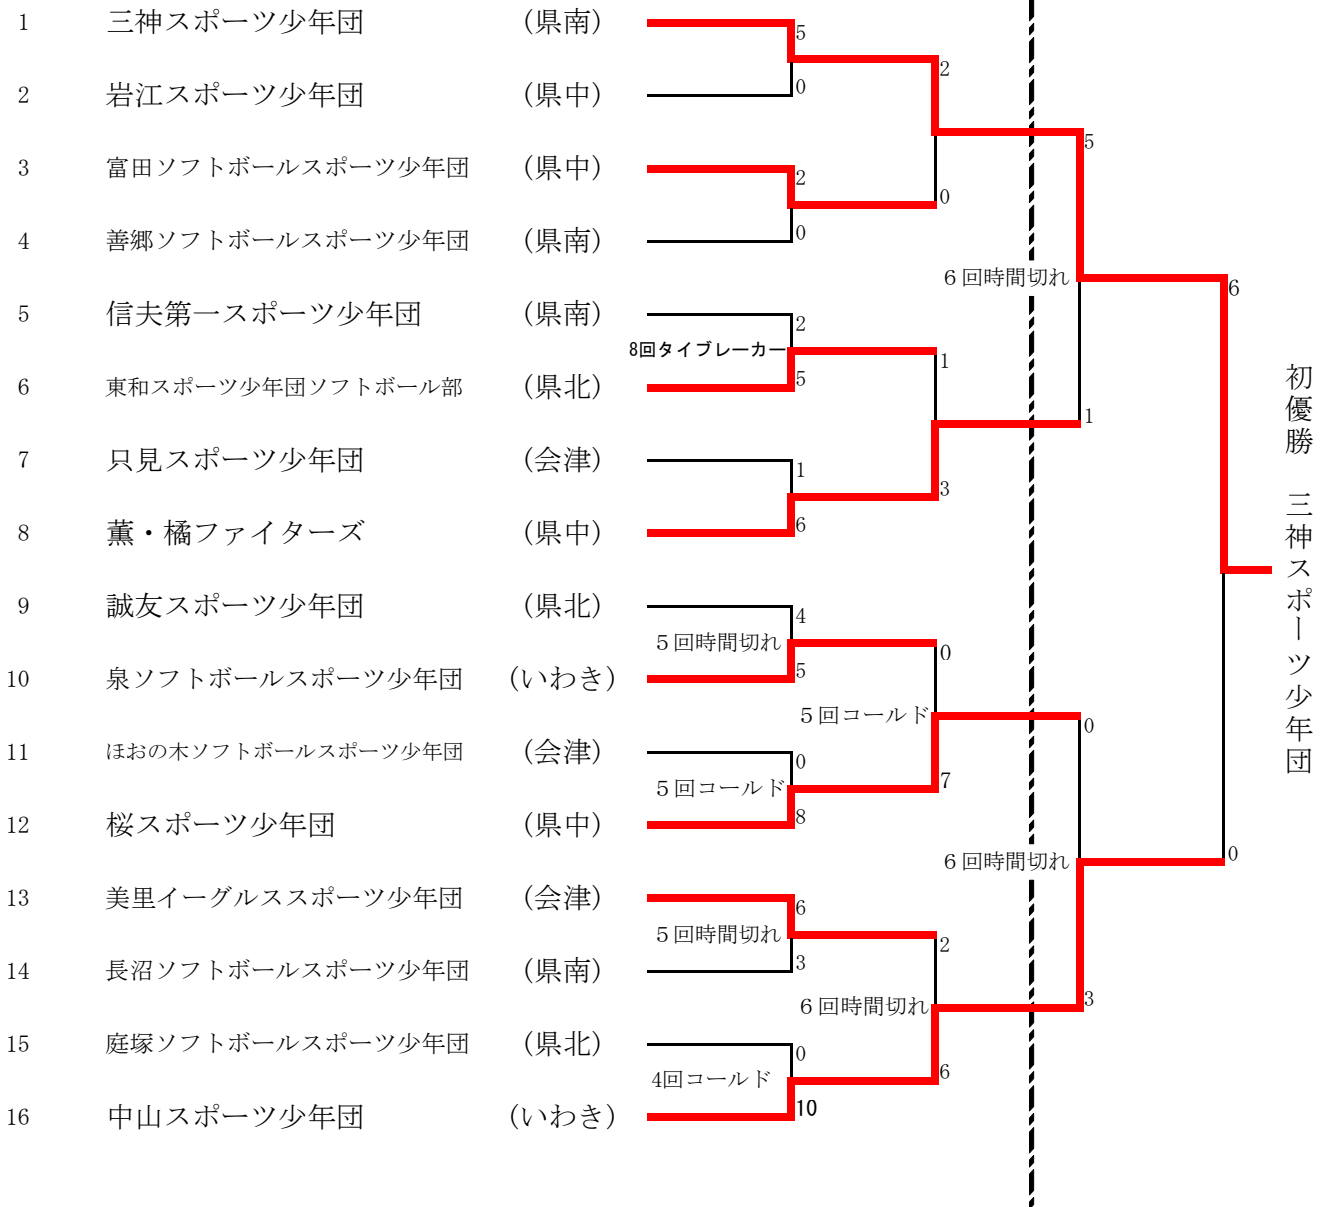 1 三神スポーツ少年団 (県南)
5
2
0
2 岩江スポーツ少年団 (県中)
5
3 富田ソフトボールスポーツ少年団 (県中)
2
0
0
4 善郷ソフトボールスポーツ少年団 (県南)
6回時間切れ
6
5 信夫第一スポーツ少年団 (県南)
2
8回タイブレーカー
1
5
6 東和スポーツ少年団ソフトボール部 (県北)
1
7 只見スポーツ少年団 (会津)
1
3
6
8 薫・橘ファイターズ (県中)
初優勝 三神スポーツ少年団
9 誠友スポーツ少年団 (県北)
4
5回時間切れ
0
5
10 泉ソフトボールスポーツ少年団 (いわき)
5回コールド
0
11 ほおの木ソフトボールスポーツ少年団 (会津)
0
5回コールド
7
8
12 桜スポーツ少年団 (県中)
6回時間切れ
0
13 美里イーグルススポーツ少年団 (会津)
6
5回時間切れ
2
3
14 長沼ソフトボールスポーツ少年団 (県南)
6回時間切れ
3
15 庭塚ソフトボールスポーツ少年団 (県北)
0
4回コールド
6
10
16 中山スポーツ少年団 (いわき)